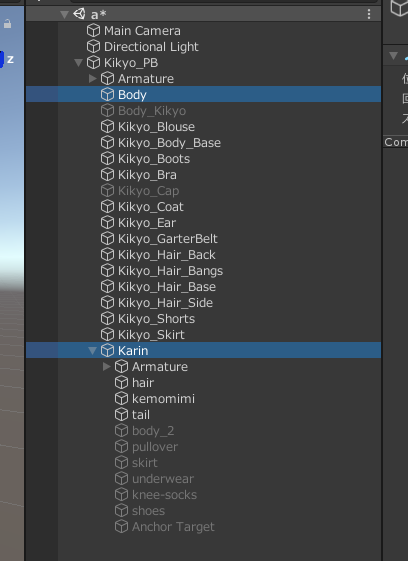 a*
Main Camera
Directional Light
Kikyo_PB
Armature
Body
Body_Kikyo
Kikyo_Blouse
Kikyo_Body_Base
Kikyo_Boots
Kikyo_Bra
Kikyo_Cap
Kikyo_Coat
Kikyo_Ear
Kikyo_GarterBelt
Kikyo_Hair_Back
Kikyo_Hair_Bangs
Kikyo_Hair_Base
Kikyo_Hair_Side
Kikyo_Shorts
Kikyo_Skirt
Karin
Armature
hair
kemomimi
tail
body_2
pullover
skirt
underwear
knee-socks
shoes
Anchor Target
z
Com